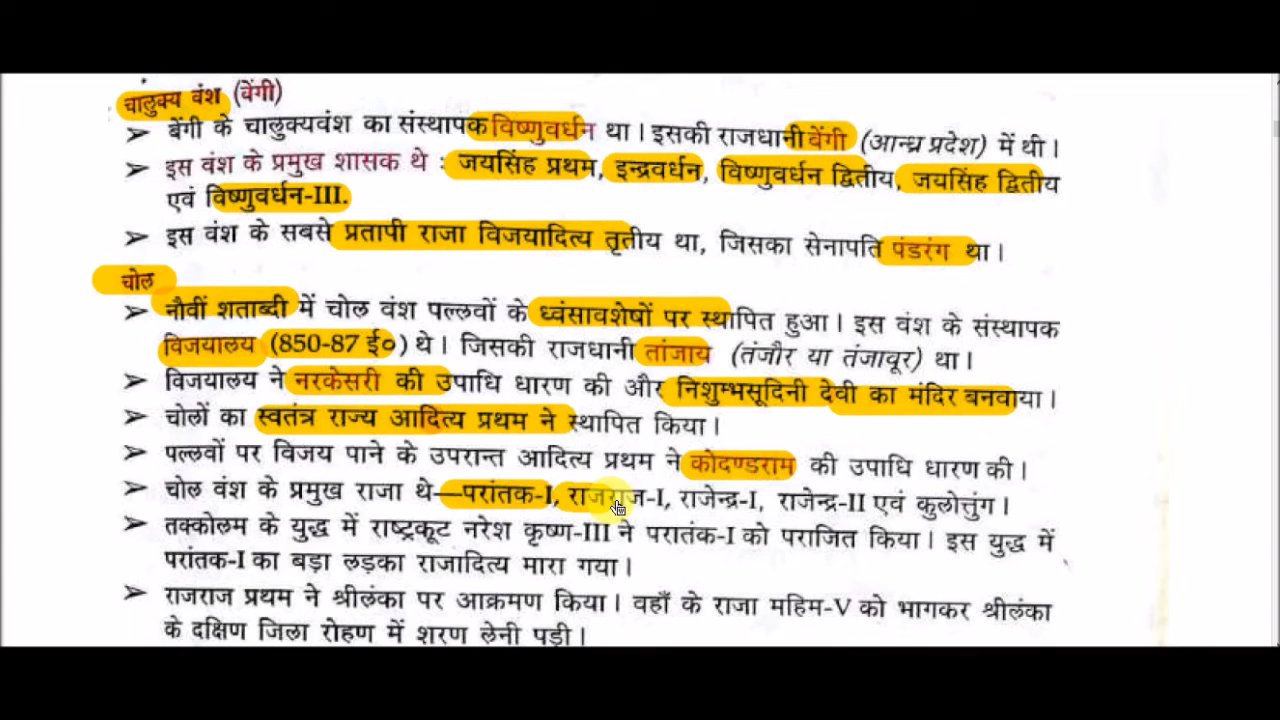 चालुक्य वंश (वेंगी)
➢ बेंगी के चालुक्यवंश का संस्थापक विष्णुवर्धन था। इसकी राजधानी वेंगी (आन्ध्र प्रदेश) में थी।
➢ इस वंश के प्रमुख शासक थे : जयसिंह प्रथम, इन्द्रवर्धन, विष्णुवर्धन द्वितीय, जयसिंह द्वितीय
एवं विष्णुवर्धन-III.
➢ इस वंश के सबसे प्रतापी राजा विजयादित्य तृतीय था, जिसका सेनापति पंडरंग था।
चोल
➢ नौवीं शताब्दी में चोल वंश पल्लवों के ध्वंसावशेषों पर स्थापित हुआ। इस वंश के संस्थापक
विजयालय (850-87 ई०) थे। जिसकी राजधानी तांजाय (तंजौर या तंजावूर) था।
➢ विजयालय ने नरकेसरी की उपाधि धारण की और निशुम्भसूदिनी देवी का मंदिर बनवाया।
➢ चोलों का स्वतंत्र राज्य आदित्य प्रथम ने स्थापित किया।
➢ पल्लवों पर विजय पाने के उपरान्त आदित्य प्रथम ने कोदण्डराम की उपाधि धारण की।
➢ चोल वंश के प्रमुख राजा थे—परांतक-I, राजराज-I, राजेन्द्र-I, राजेन्द्र-II एवं कुलोत्तुंग।
➢ तक्कोलम के युद्ध में राष्ट्रकूट नरेश कृष्ण-III ने परातंक-I को पराजित किया। इस युद्ध में
परांतक-I का बड़ा लड़का राजादित्य मारा गया।
➢ राजराज प्रथम ने श्रीलंका पर आक्रमण किया। वहाँ के राजा महिम-V को भागकर श्रीलंका
के दक्षिण जिला रोहण में शरण लेनी पड़ी।